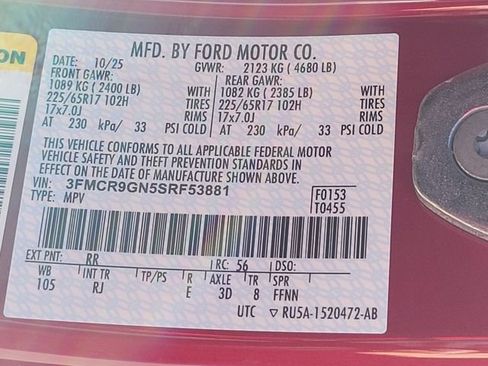 ON
MFD. BY FORD MOTOR CO.
DATE: 10/25 GVWR: 2123 KG ( 4680 LB)
FRONT GAWR: REAR GAWR:
1089 KG ( 2400 LB) WITH 1082 KG ( 2385 LB) WITH
225/65R17 102H TIRES 225/65R17 102H TIRES
17x7.0J RIMS 17x7.0J RIMS
AT 230 kPa/ 33 PSI COLD AT 230 kPa/ 33 PSI COLD
THIS VEHICLE CONFORMS TO ALL APPLICABLE FEDERAL MOTOR
VEHICLE SAFETY AND THEFT PREVENTION STANDARDS IN
EFFECT ON THE DATE OF MANUFACTURE SHOWN ABOVE.
VIN: 3FMCR9GN5SRF53881
TYPE: MPV
F0153
T0455
EXT PNT: RR RC: 56 DSO:
WB INT TR TP/PS R AXLE TR SPR
105 RJ E 3D 8 FFNN
UTC ▽ RU5A-1520472-AB